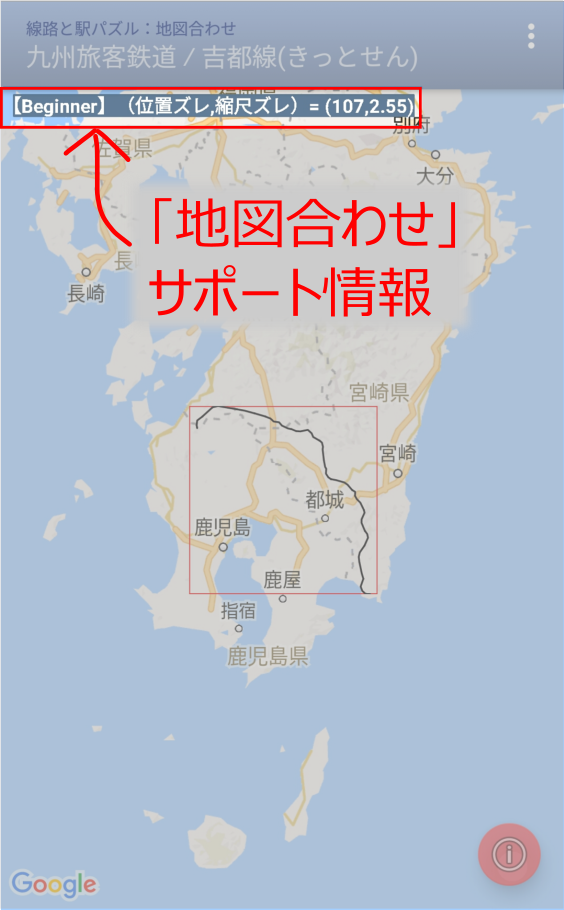 線路と駅パズル：地図合わせ
九州旅客鉄道 / 吉都線(きっとせん)
【Beginner】（位置ズレ,縮尺ズレ）= (107,2.55)
別府
佐賀県
大分
「地図合わせ」
サポート情報
長
長崎
宮崎県
宮崎
都城
鹿児島
鹿屋
指宿
鹿児島県
Google